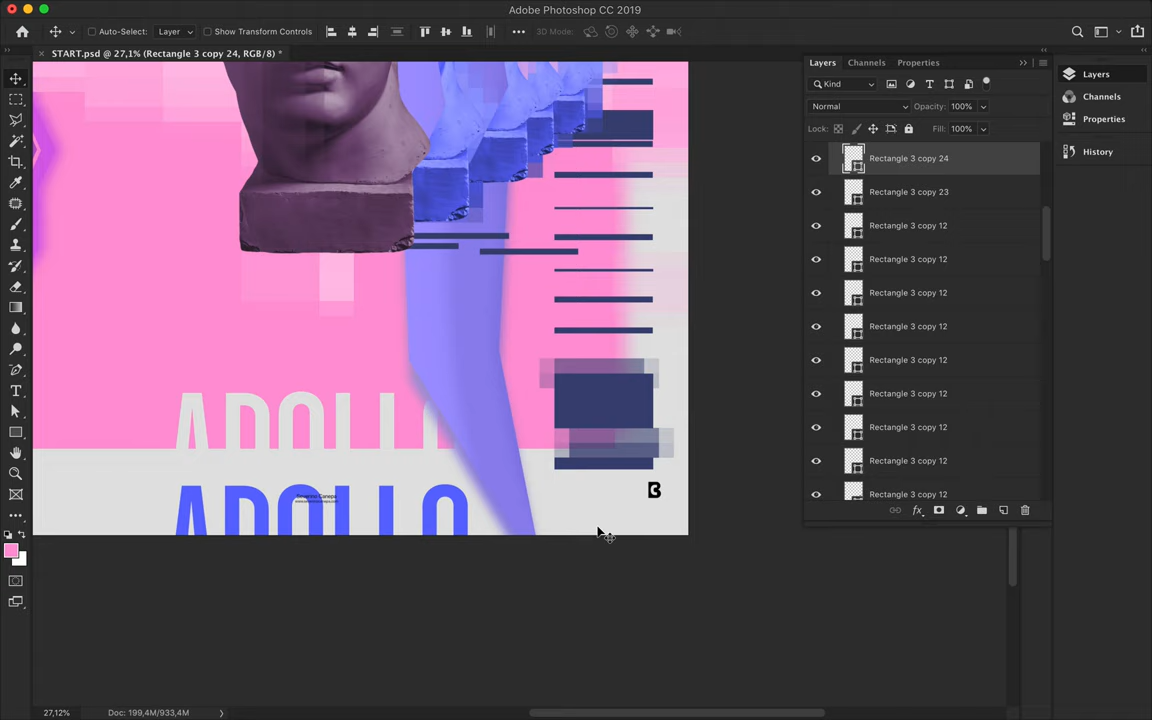 Adobe Photoshop CC 2019
Auto-Select: Layer Show Transform Controls ••• 3D Mode:
× START.psd @ 27,1% (Rectangle 3 copy 24, RGB/8) *
Layers Channels Properties
Kind
Normal Opacity: 100%
Lock: Fill: 100%
Rectangle 3 copy 24
Rectangle 3 copy 23
Rectangle 3 copy 12
Rectangle 3 copy 12
Rectangle 3 copy 12
Rectangle 3 copy 12
Rectangle 3 copy 12
Rectangle 3 copy 12
Rectangle 3 copy 12
Rectangle 3 copy 12
Rectangle 3 copy 12
fx
Layers
Channels
Properties
History
APOLLO
APOLLO
B
27,12% Doc: 199,4M/933,4M